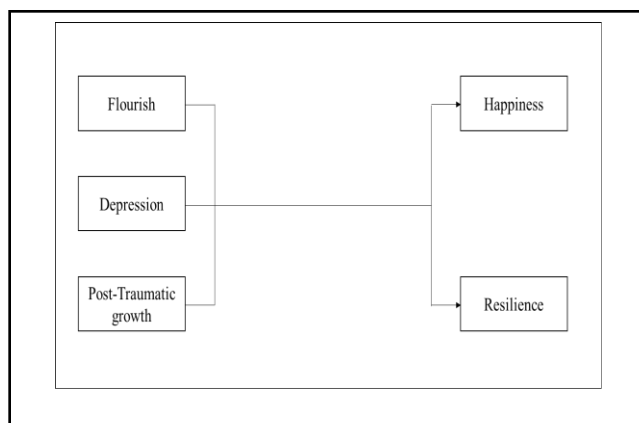 Flourish
Happiness
Depression
Post-Traumatic
growth
Resilience